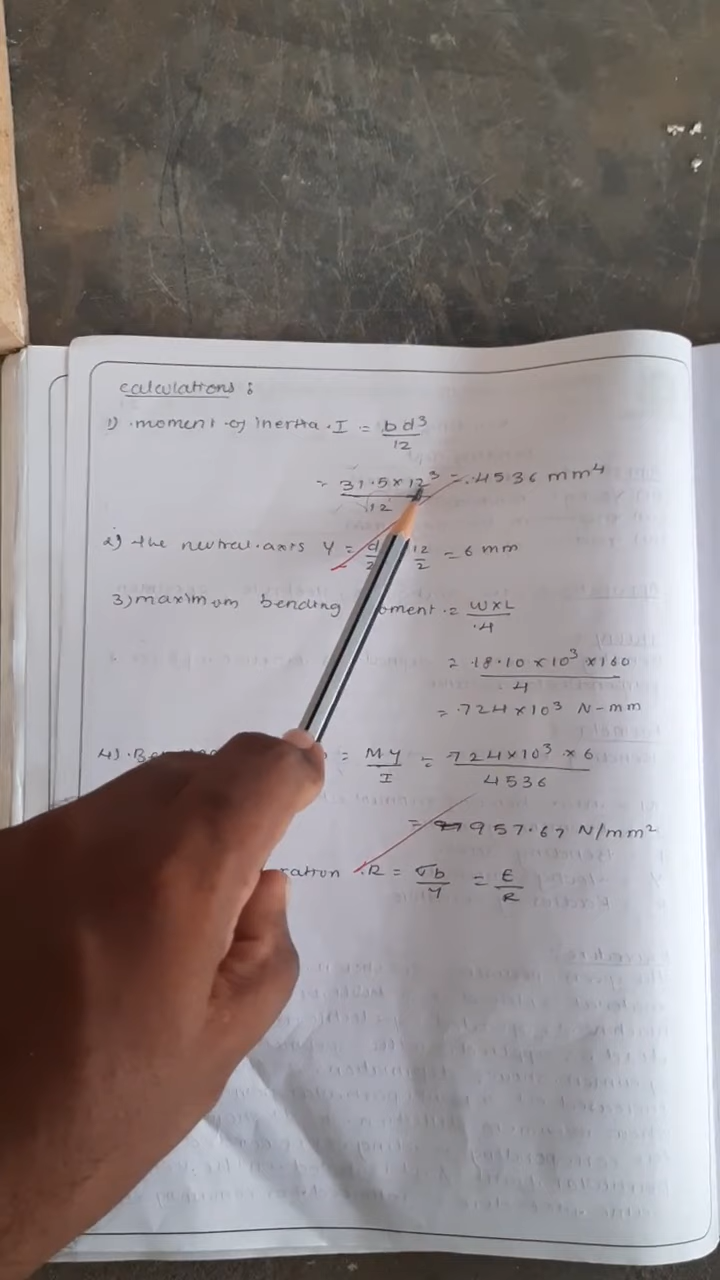 calculations :
1) moment of inertia I = bd³/12
= 31.5×12³/12 = 4536 mm⁴
2) the neutral axis Y = d/2 12/2 = 6 mm
3) maximum bending moment = W×L/4
= 18.10×10³×160/4
= 724×10³ N-mm
4) = MY/I = 724×10³×6/4536
= 957.67 N/mm²
R = σb/Y = E/R